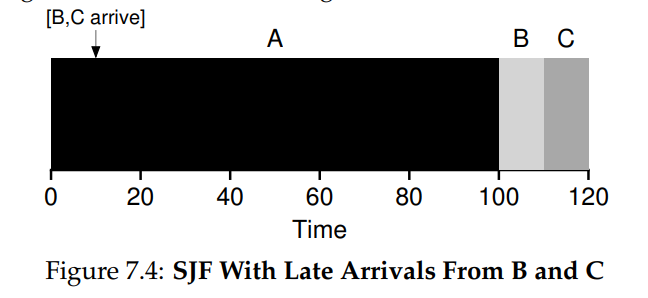 [B,C arrive]
A B C
0 20 40 60 80 100 120
Time
Figure 7.4: SJF With Late Arrivals From B and C